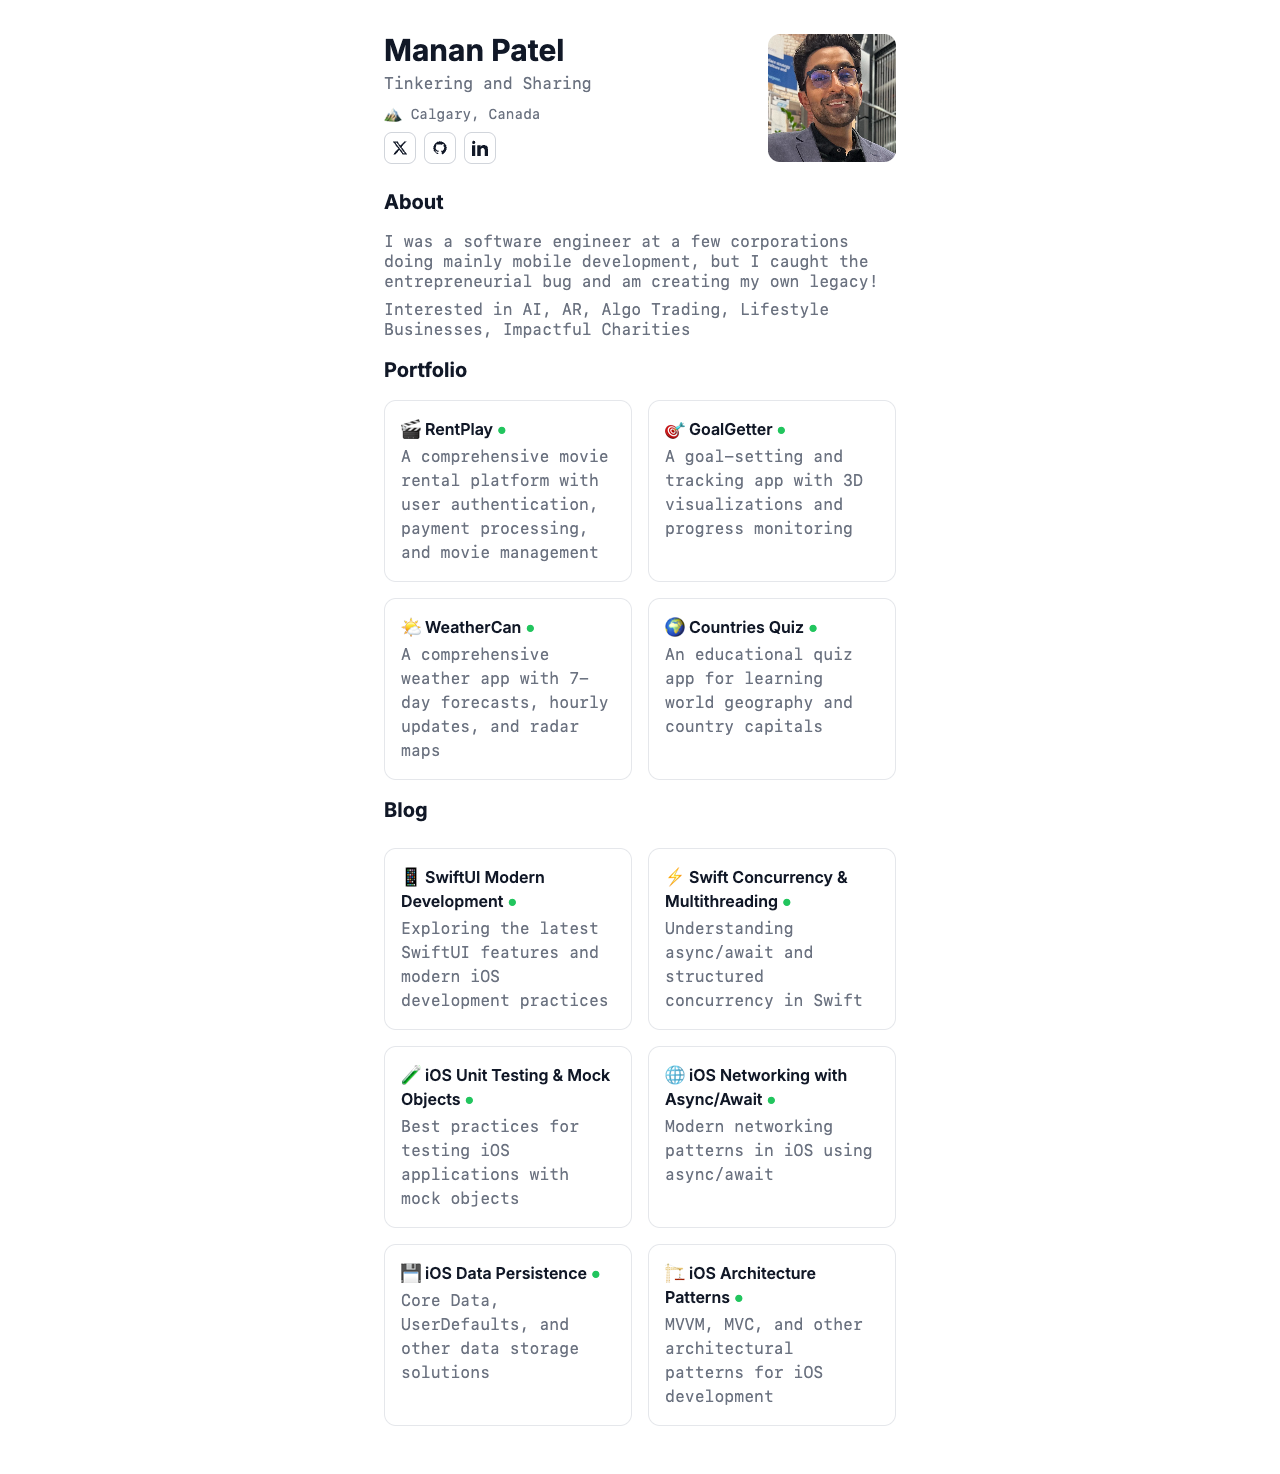 Manan Patel
Tinkering and Sharing
Calgary, Canada
About
I was a software engineer at a few corporations
doing mainly mobile development, but I caught the
entrepreneurial bug and am creating my own legacy!
Interested in AI, AR, Algo Trading, Lifestyle
Businesses, Impactful Charities
Portfolio
🎬 RentPlay
A comprehensive movie
rental platform with
user authentication,
payment processing,
and movie management
🎯 GoalGetter
A goal-setting and
tracking app with 3D
visualizations and
progress monitoring
🌤️ WeatherCan
A comprehensive
weather app with 7-
day forecasts, hourly
updates, and radar
maps
🌍 Countries Quiz
An educational quiz
app for learning
world geography and
country capitals
Blog
📱 SwiftUI Modern
Development
Exploring the latest
SwiftUI features and
modern iOS
development practices
⚡ Swift Concurrency &
Multithreading
Understanding
async/await and
structured
concurrency in Swift
🧪 iOS Unit Testing & Mock
Objects
Best practices for
testing iOS
applications with
mock objects
🌐 iOS Networking with
Async/Await
Modern networking
patterns in iOS using
async/await
💾 iOS Data Persistence
Core Data,
UserDefaults, and
other data storage
solutions
🏗️ iOS Architecture
Patterns
MVVM, MVC, and other
architectural
patterns for iOS
development